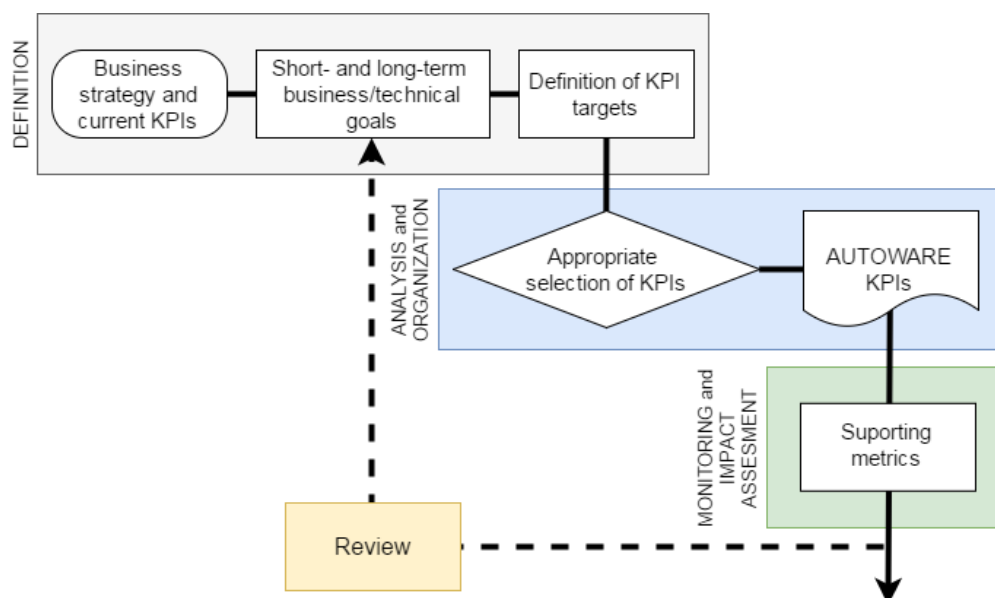 DEFINITION
Business
strategy and
current KPIs
Short- and long-term
business/technical
goals
Definition of KPI
targets
ANALYSIS and
ORGANIZATION
Appropriate
selection of KPIs
AUTOWARE
KPIs
MONITORING and
IMPACT
ASSESMENT
Suporting
metrics
Review